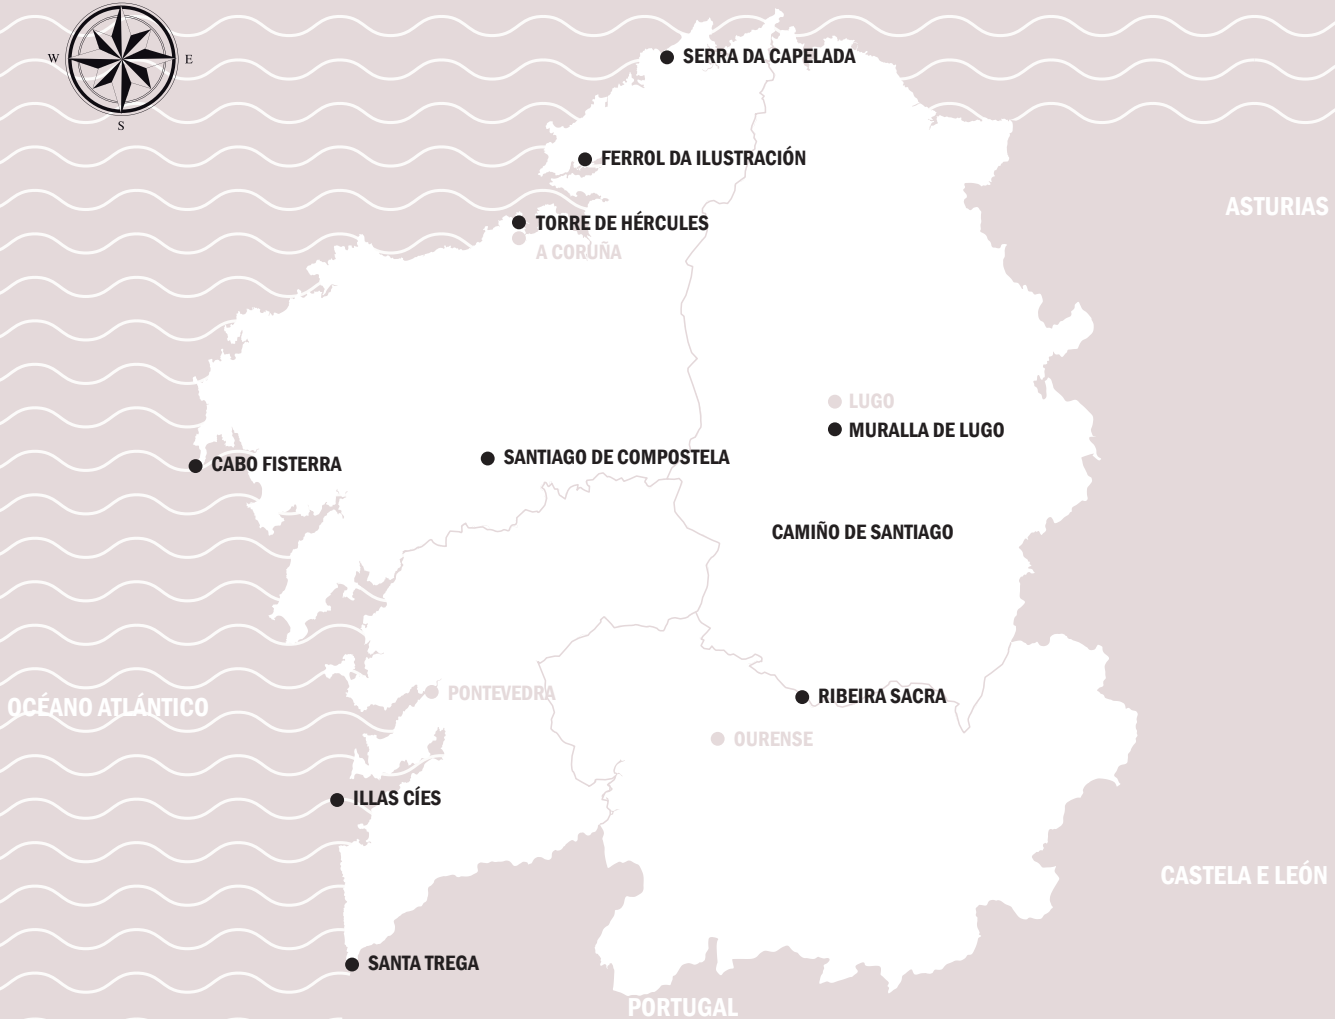 W
E
S
SERRA DA CAPELADA
FERROL DA ILUSTRACIÓN
ASTURIAS
TORRE DE HÉRCULES
A CORUÑA
LUGO
MURALLA DE LUGO
CABO FISTERRA
SANTIAGO DE COMPOSTELA
CAMIÑO DE SANTIAGO
OCÉANO ATLÁNTICO
PONTEVEDRA
RIBEIRA SACRA
OURENSE
ILLAS CÍES
CASTELA E LEÓN
SANTA TREGA
PORTUGAL